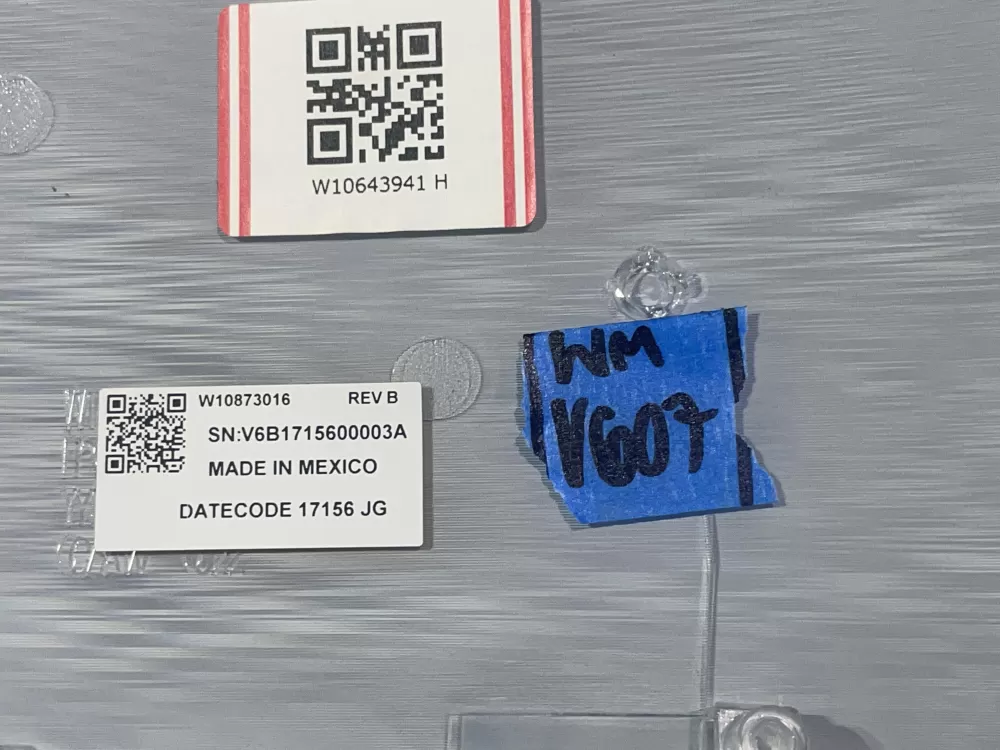 W10643941 H
WM
V607
W10873016 REV B
SN:V6B1715600003A
MADE IN MEXICO
DATECODE 17156 JG